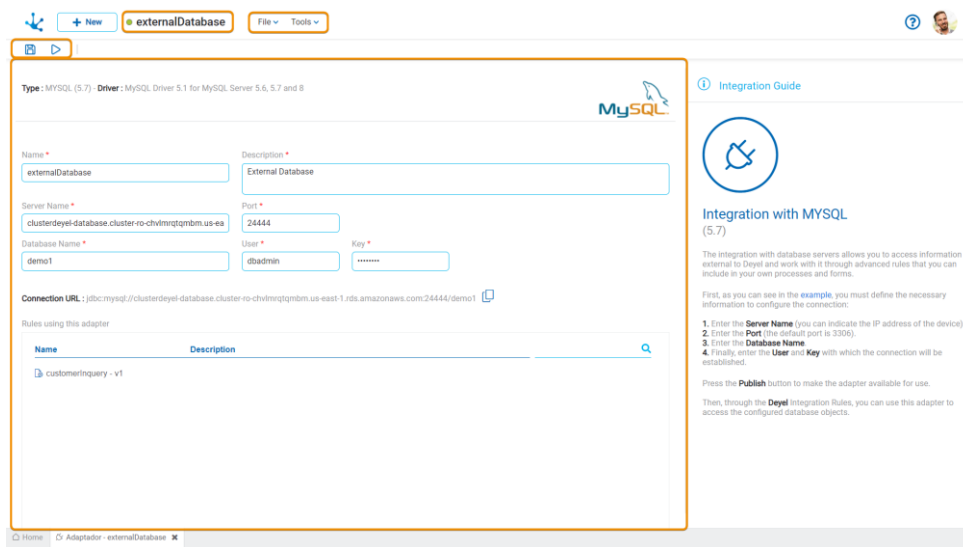 + New
externalDatabase
File Tools
Type : MYSQL (5.7) - Driver : MySQL Driver 5.1 for MySQL Server 5.6, 5.7 and 8
MySQL
Name *
Description *
externalDatabase
External Database
Server Name *
Port *
clusterdeyel-database.cluster-ro-chvlmrqtqmbm.us-ea
24444
Database Name *
User *
Key *
demo1
dbadmin
••••••••
Connection URL : jdbc:mysql://clusterdeyel-database.cluster-ro-chvlmrqtqmbm.us-east-1.rds.amazonaws.com:24444/demo1
Rules using this adapter
Name
Description
customerInquery - v1
Integration Guide
Integration with MYSQL
(5.7)
The integration with database servers allows you to access information
external to Deyel and work with it through advanced rules that you can
include in your own processes and forms.
First, as you can see in the example, you must define the necessary
information to configure the connection:
1. Enter the Server Name (you can indicate the IP address of the device)
2. Enter the Port (the default port is 3306).
3. Enter the Database Name.
4. Finally, enter the User and Key with which the connection will be
established.
Press the Publish button to make the adapter available for use.
Then, through the Deyel Integration Rules, you can use this adapter to
access the configured database objects.
Home
Adaptador - externalDatabase